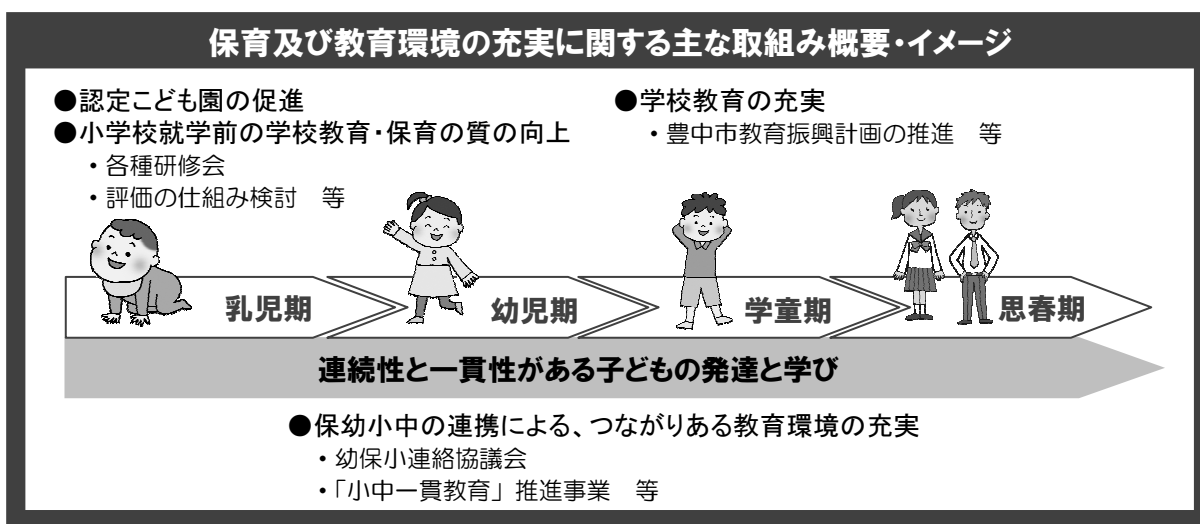 保育及び教育環境の充実に関する主な取組み概要・イメージ
●認定こども園の促進
●小学校就学前の学校教育・保育の質の向上
・各種研修会
・評価の仕組み検討　等
●学校教育の充実
・豊中市教育振興計画の推進　等
乳児期
幼児期
学童期
思春期
連続性と一貫性がある子どもの発達と学び
●保幼小中の連携による、つながりある教育環境の充実
・幼保小連絡協議会
・「小中一貫教育」推進事業　等